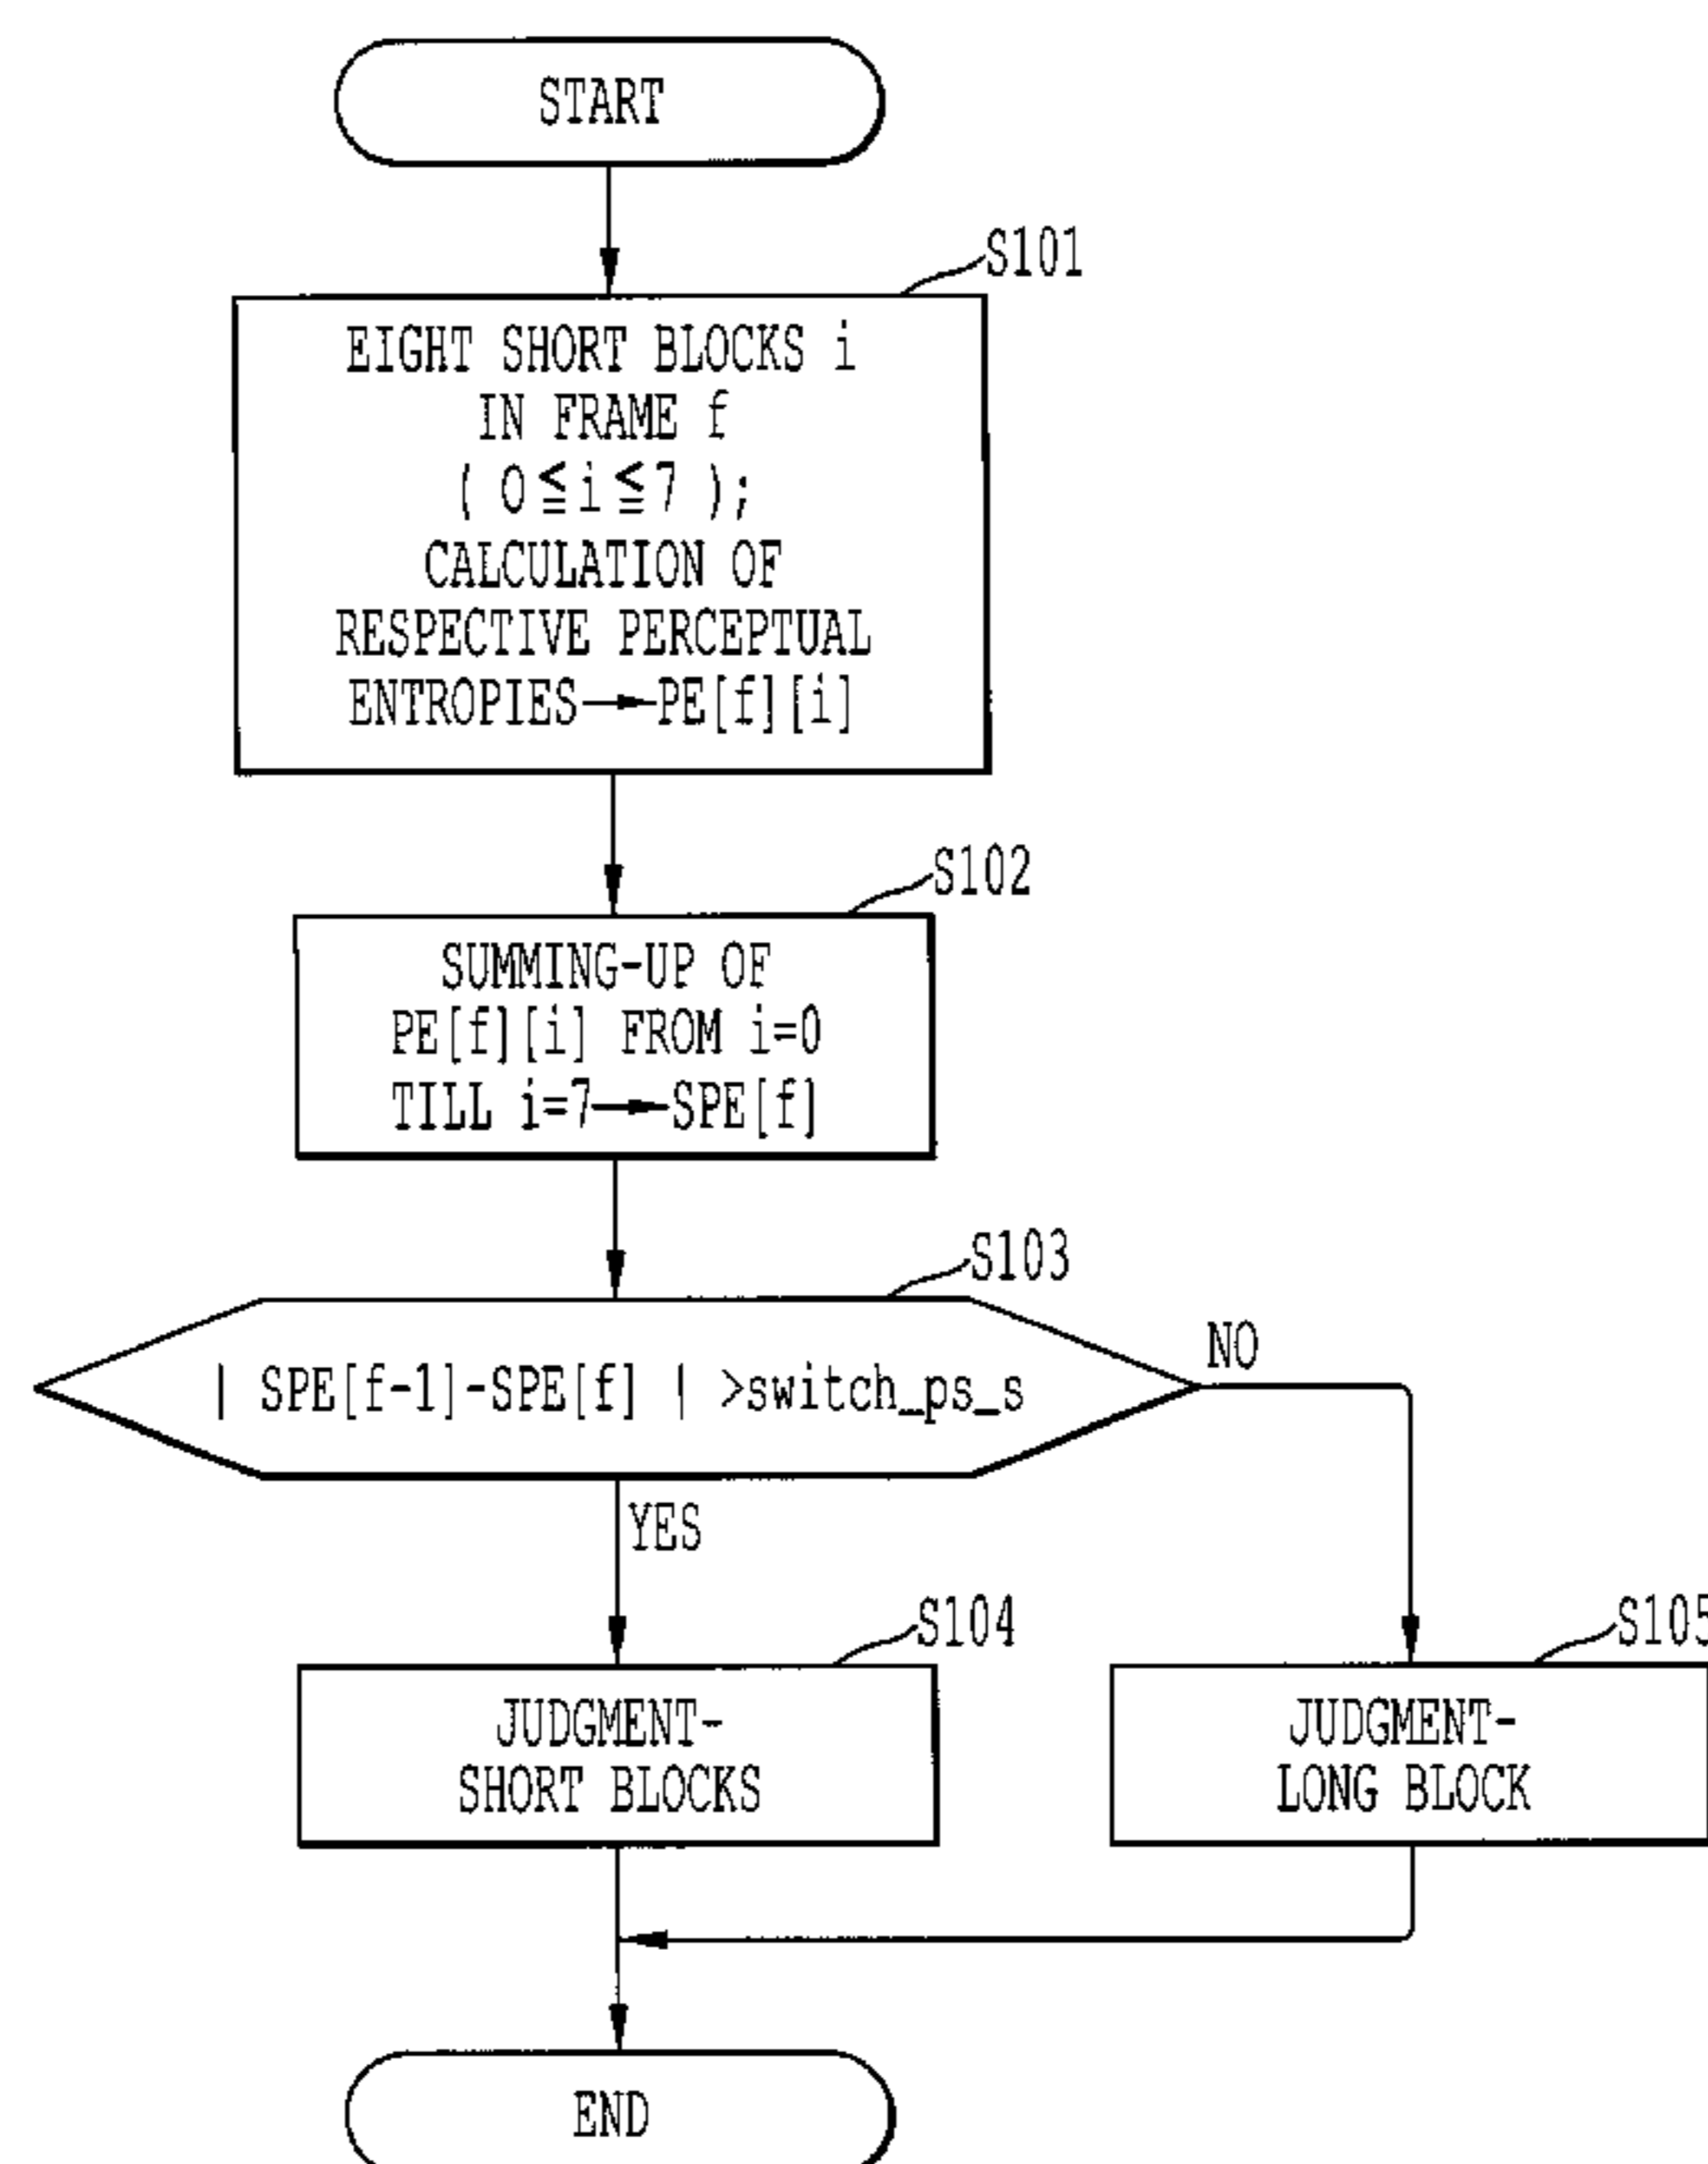 START
S101
EIGHT SHORT BLOCKS i
IN FRAME f
( 0≦i≦7 );
CALCULATION OF
RESPECTIVE PERCEPTUAL
ENTROPIES→PE[f][i]
S102
SUMMING-UP OF
PE[f][i] FROM i=0
TILL i=7→SPE[f]
S103
| SPE[f-1]-SPE[f] | >switch_ps_s
NO
YES
S104
JUDGMENT-
SHORT BLOCKS
S105
JUDGMENT-
LONG BLOCK
END